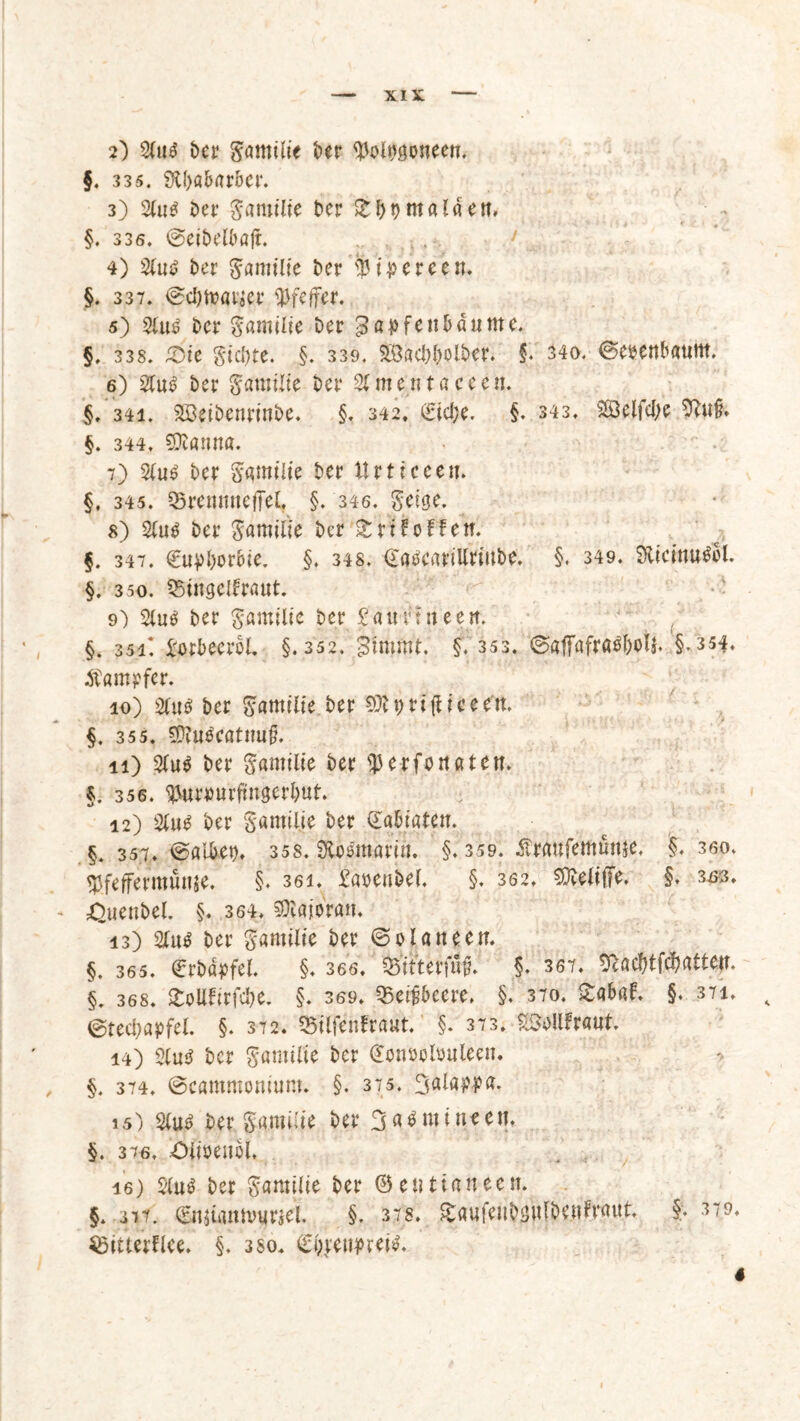 — XIX —
2) Aus der Familie der Polygoneen.
§. 335. Rhabarber.
3) Aus der Familie der Thymaläen.
§. 336. Seidelbast.
4) Aus der Familie der Pipereen.
§. 337. Schwarzer Pfeffer.
5) Aus der Familie der Zapfenbäume.
§. 338. Die Fichte. §. 339. Wachholder. §. 340. Sevenbaum.
6) Aus der Familie der Amentaceen.
§. 341. Weidenrinde. §. 342. Eiche. §. 343. Welsche Nuß.
§. 344. Manna.
7) Aus der Familie der Urticeen.
§. 345. Brennnessel. §. 346. Feige.
8) Aus der Familie der Trikokken.
§. 347. Euphorbie. §. 348. Cascarillrinde. §. 349. Ricinusöl.
§. 350. Bingelkraut.
9) Aus der Familie der Laurineen.
§. 351. Lorbeeröl. §. 352. Zimmt. §. 353. Sassafrasholz. §. 354.
Kampfer.
10) Aus der Familie der Myristiceen.
§. 355. Muscatnuß.
11) Aus der Familie der Personaten.
§. 356. Purpurfingerhut.
12) Aus der Familie der Labiaten.
§. 357. Salbey. 358. Rosmarin. §. 359. Krausemünze. §. 360.
Pfeffermünze. §. 361. Lavendel. §. 362. Melisse. §. 363.
Quendel. §. 364. Majoran.
13) Aus der Familie der Solaneen.
§. 365. Erdäpfel. §. 366. Bittersüß. §. 367. Nachtschatten.
§. 368. Tollkirsche. §. 369. Beißbeere. §. 370. Tabak. §. 371.
Stechapfel. §. 372. Bilsenkraut. §. 373. Wollkraut.
14) Aus der Familie der Convolvuleen.
§. 374. Scammonium. §. 375. Jalappa.
15) Aus der Familie der Jasmineen.
§. 376. Olivenöl.
16) Aus der Familie der Gentianeen.
§. 377. Enzianwurzel. §. 378. Tausendguldenkraut. §. 379.
Bitterklee. §. 380. Ehrenpreis.